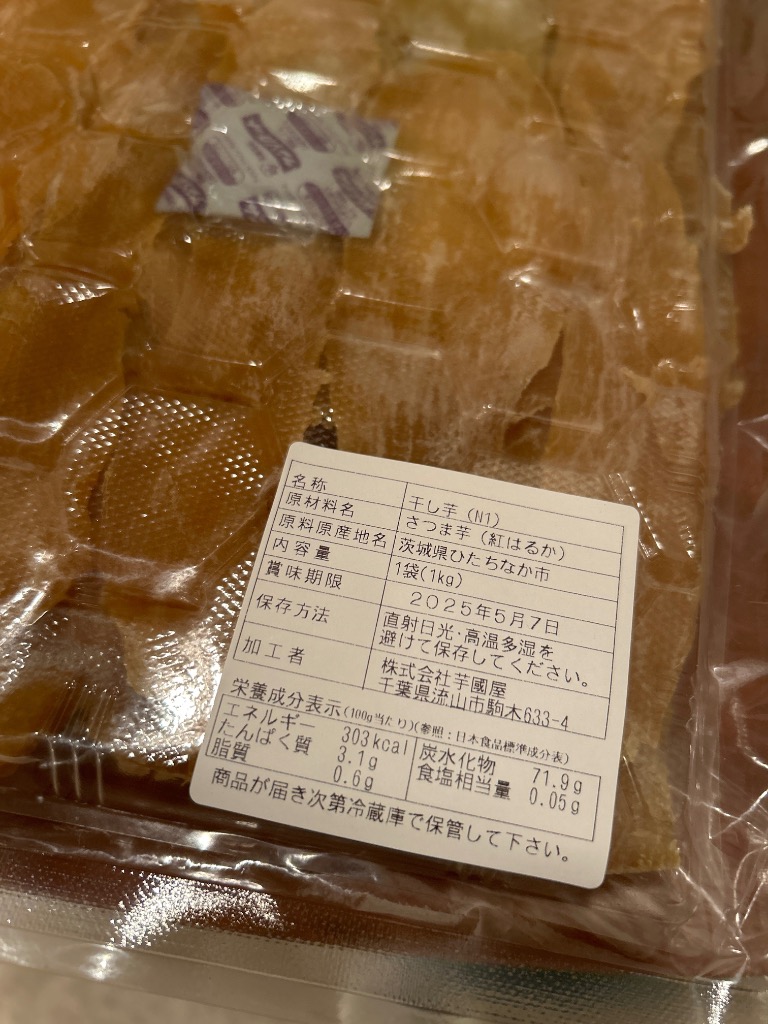 名称 干し芋 (N1)
原材料名 さつま芋 (紅はるか)
原料原産地名 茨城県ひたちなか市
内容量 1袋(1kg)
賞味期限 2025年5月7日
保存方法 直射日光・高温多湿を
避けて保存してください。
加工者 株式会社芋國屋
千葉県流山市駒木633-4
栄養成分表示(100g当たり)(参照:日本食品標準成分表)
エネルギー 303kcal 炭水化物 71.9g
たんぱく質 3.1g 食塩相当量 0.05g
脂質 0.6g
商品が届き次第冷蔵庫で保管して下さい。